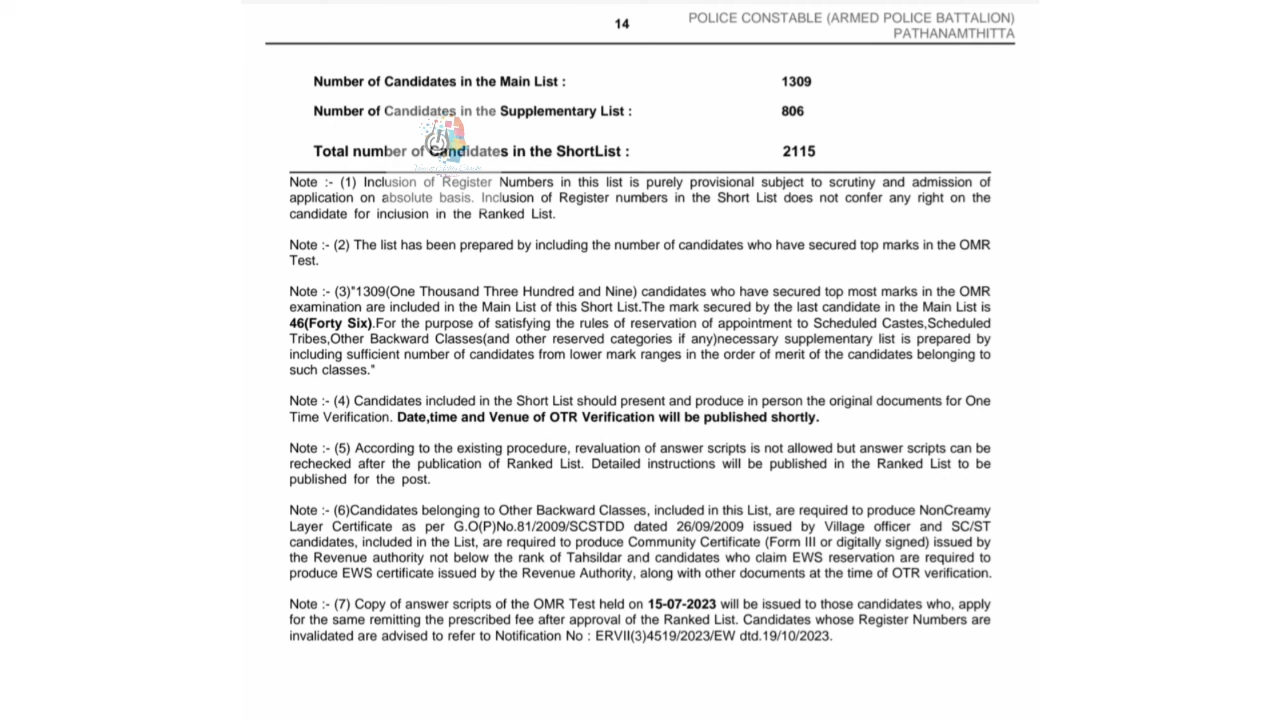 14
POLICE CONSTABLE (ARMED POLICE BATTALION)
PATHANAMTHITTA
Number of Candidates in the Main List : 1309
Number of Candidates in the Supplementary List : 806
Total number of Candidates in the ShortList : 2115
Note :- (1) Inclusion of Register Numbers in this list is purely provisional subject to scrutiny and admission of
application on absolute basis. Inclusion of Register numbers in the Short List does not confer any right on the
candidate for inclusion in the Ranked List.
Note :- (2) The list has been prepared by including the number of candidates who have secured top marks in the OMR
Test.
Note :- (3)"1309(One Thousand Three Hundred and Nine) candidates who have secured top most marks in the OMR
examination are included in the Main List of this Short List.The mark secured by the last candidate in the Main List is
46(Forty Six).For the purpose of satisfying the rules of reservation of appointment to Scheduled Castes,Scheduled
Tribes,Other Backward Classes(and other reserved categories if any)necessary supplementary list is prepared by
including sufficient number of candidates from lower mark ranges in the order of merit of the candidates belonging to
such classes."
Note :- (4) Candidates included in the Short List should present and produce in person the original documents for One
Time Verification. Date,time and Venue of OTR Verification will be published shortly.
Note :- (5) According to the existing procedure, revaluation of answer scripts is not allowed but answer scripts can be
rechecked after the publication of Ranked List. Detailed instructions will be published in the Ranked List to be
published for the post.
Note :- (6)Candidates belonging to Other Backward Classes, included in this List, are required to produce NonCreamy
Layer Certificate as per G.O(P)No.81/2009/SCSTDD dated 26/09/2009 issued by Village officer and SC/ST
candidates, included in the List, are required to produce Community Certificate (Form III or digitally signed) issued by
the Revenue authority not below the rank of Tahsildar and candidates who claim EWS reservation are required to
produce EWS certificate issued by the Revenue Authority, along with other documents at the time of OTR verification.
Note :- (7) Copy of answer scripts of the OMR Test held on 15-07-2023 will be issued to those candidates who, apply
for the same remitting the prescribed fee after approval of the Ranked List. Candidates whose Register Numbers are
invalidated are advised to refer to Notification No : ERVII(3)4519/2023/EW dtd.19/10/2023.